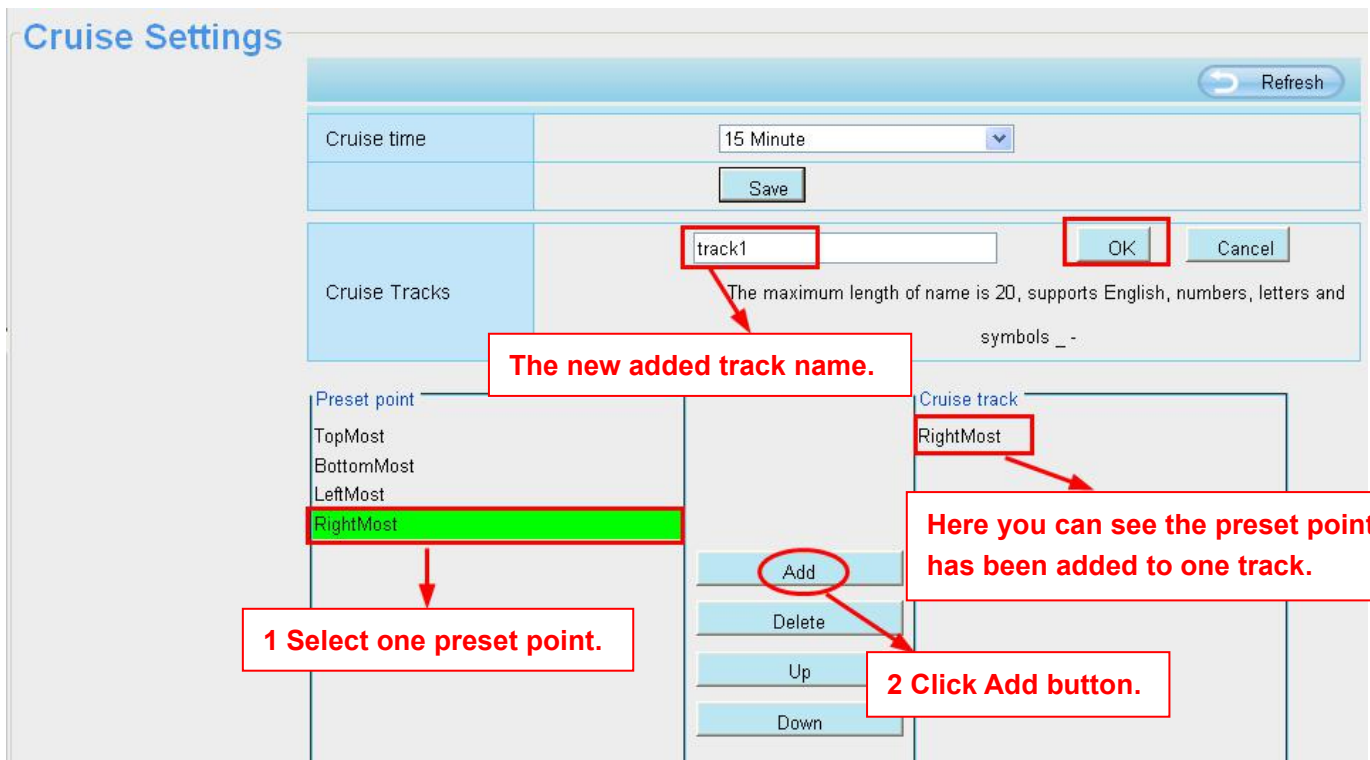 Cruise Settings
Refresh
Cruise time
15 Minute
Save
Cruise Tracks
track1
OK
Cancel
The maximum length of name is 20, supports English, numbers, letters and
symbols _ -
The new added track name.
Preset point
TopMost
BottomMost
LeftMost
RightMost
Cruise track
RightMost
Here you can see the preset point
has been added to one track.
Add
Delete
Up
Down
1 Select one preset point.
2 Click Add button.